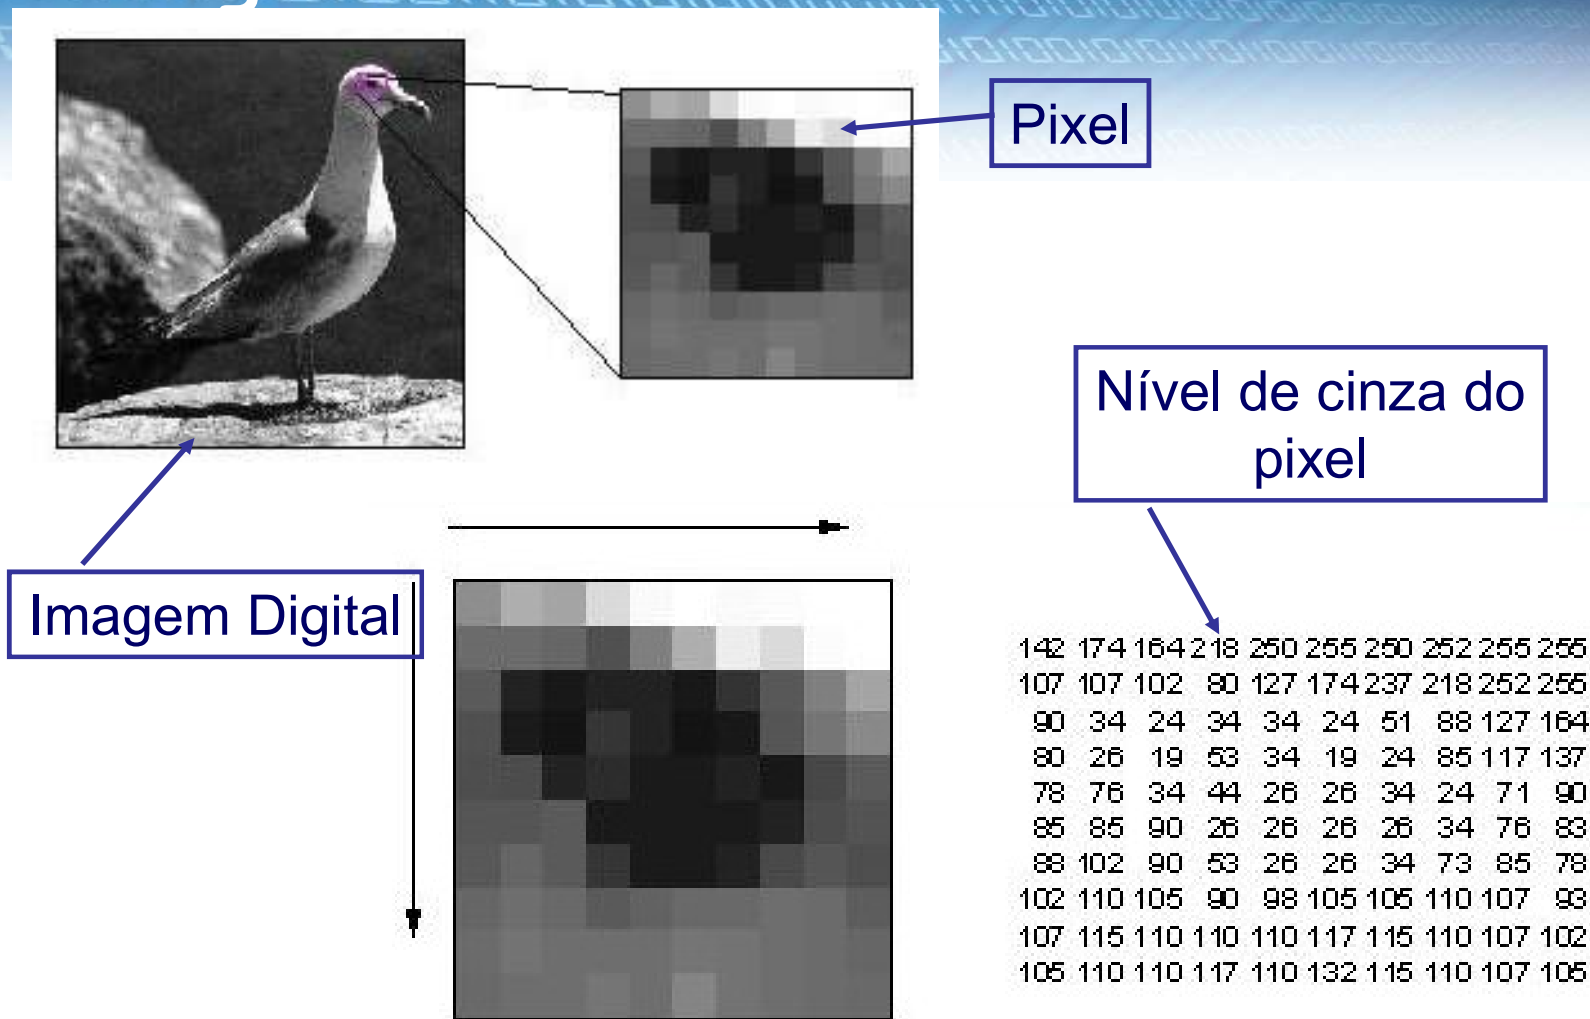 Pixel
Nível de cinza do
pixel
Imagem Digital
142 174 164 218 250 255 250 252 255 255
107 107 102 80 127 174 237 218 252 255
90 34 24 34 34 24 51 88 127 164
80 26 19 53 34 19 24 85 117 137
78 76 34 44 26 26 34 24 71 90
85 85 90 26 26 26 26 34 76 83
88 102 90 53 26 26 34 73 85 78
102 110 105 90 98 105 105 110 107 93
107 115 110 110 110 117 115 110 107 102
105 110 110 117 110 132 115 110 107 105